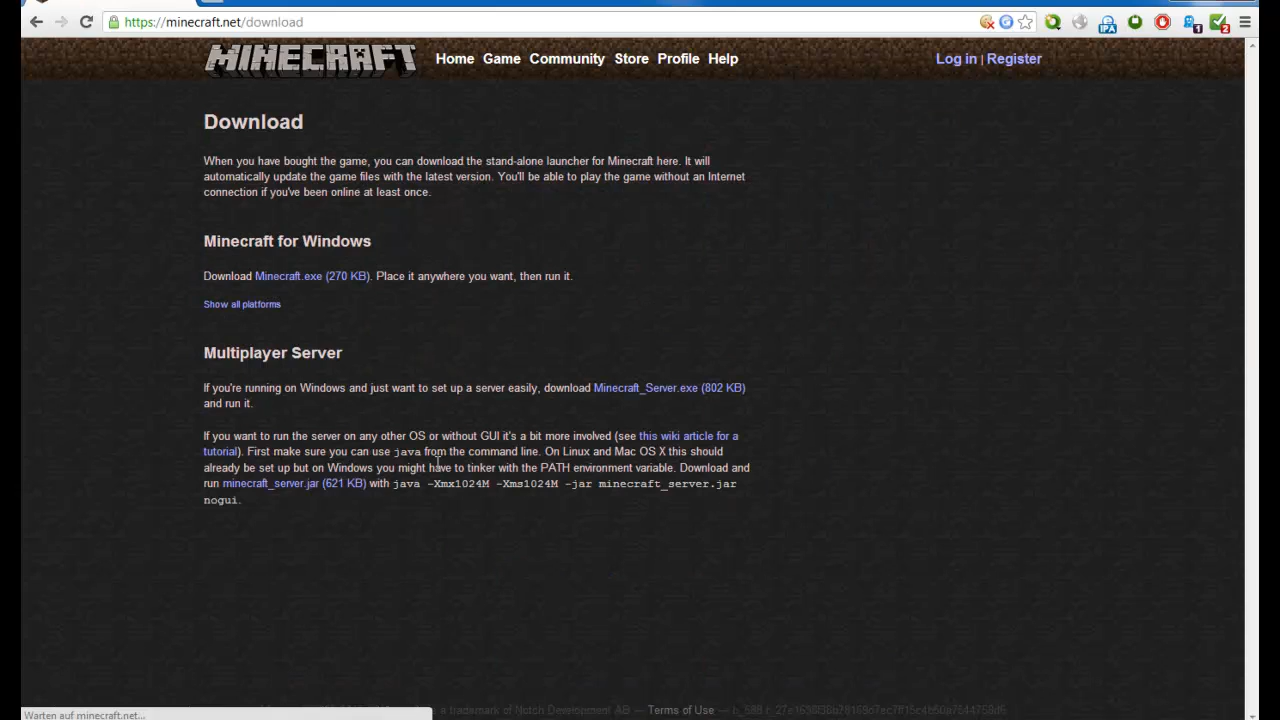 https://minecraft.net/download
IPA
1
2
MINECRAFT
Home Game Community Store Profile Help
Log in | Register
Download
When you have bought the game, you can download the stand-alone launcher for Minecraft here. It will
automatically update the game files with the latest version. You'll be able to play the game without an Internet
connection if you've been online at least once.
Minecraft for Windows
Download Minecraft.exe (270 KB). Place it anywhere you want, then run it.
Show all platforms
Multiplayer Server
If you're running on Windows and just want to set up a server easily, download Minecraft_Server.exe (802 KB)
and run it.
If you want to run the server on any other OS or without GUI it's a bit more involved (see this wiki article for a
tutorial). First make sure you can use java from the command line. On Linux and Mac OS X this should
already be set up but on Windows you might have to tinker with the PATH environment variable. Download and
run minecraft_server.jar (621 KB) with java -Xmx1024M -Xms1024M -jar minecraft_server.jar
nogui.
a trademark of Notch Development AB — Terms of Use —
Warten auf minecraft.net...